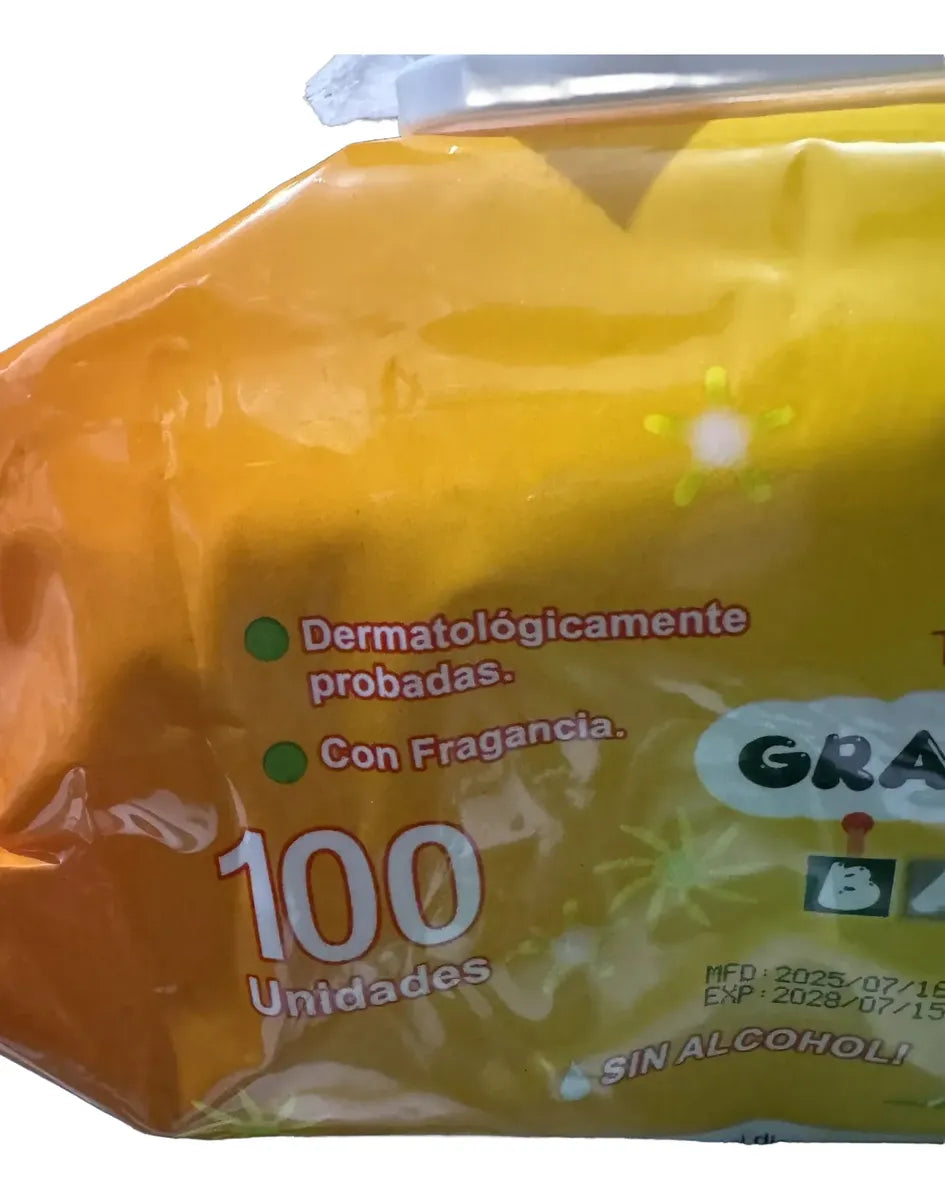 Dermatológicamente
probadas.
Con Fragancia.
GRA
100
Unidades
B
MFD:2025/07/16
EXP:2028/07/15
SIN ALCOHOL!